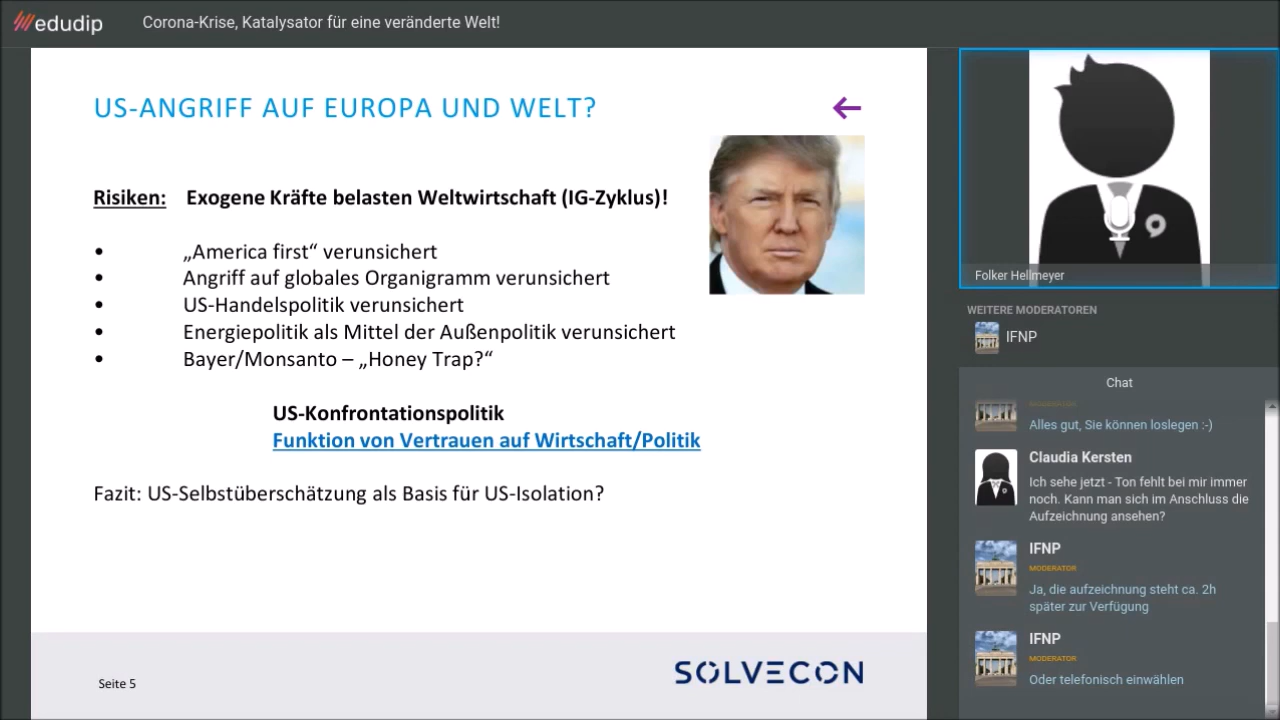 edudip
Corona-Krise, Katalysator für eine veränderte Welt!
US-ANGRIFF AUF EUROPA UND WELT?
Risiken: Exogene Kräfte belasten Weltwirtschaft (IG-Zyklus)!
• „America first“ verunsichert
• Angriff auf globales Organigramm verunsichert
• US-Handelspolitik verunsichert
• Energiepolitik als Mittel der Außenpolitik verunsichert
• Bayer/Monsanto – „Honey Trap?“
US-Konfrontationspolitik
Funktion von Vertrauen auf Wirtschaft/Politik
Fazit: US-Selbstüberschätzung als Basis für US-Isolation?
Seite 5
SOLVECON
Folker Hellmeyer
WEITERE MODERATOREN
IFNP
Chat
MODERATOR
Alles gut, Sie können loslegen :-)
Claudia Kersten
Ich sehe jetzt - Ton fehlt bei mir immer
noch. Kann man sich im Anschluss die
Aufzeichnung ansehen?
IFNP
MODERATOR
Ja, die aufzeichnung steht ca. 2h
später zur Verfügung
IFNP
MODERATOR
Oder telefonisch einwählen